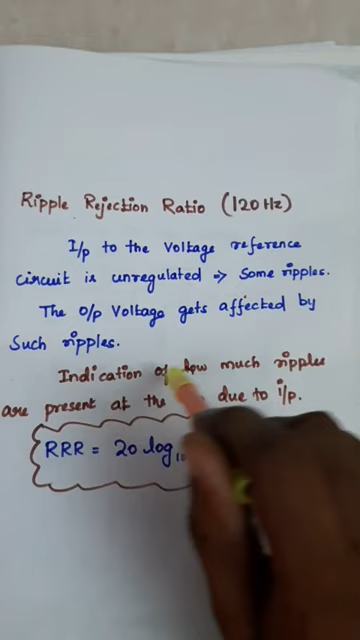 Ripple Rejection Ratio (120 Hz)
I/p to the Voltage reference
circuit is unregulated ⇒ Some ripples.
The o/p Voltage gets affected by
Such ripples.
Indication of how much ripples
are present at the due to i/p.
RRR = 20 log₁₀